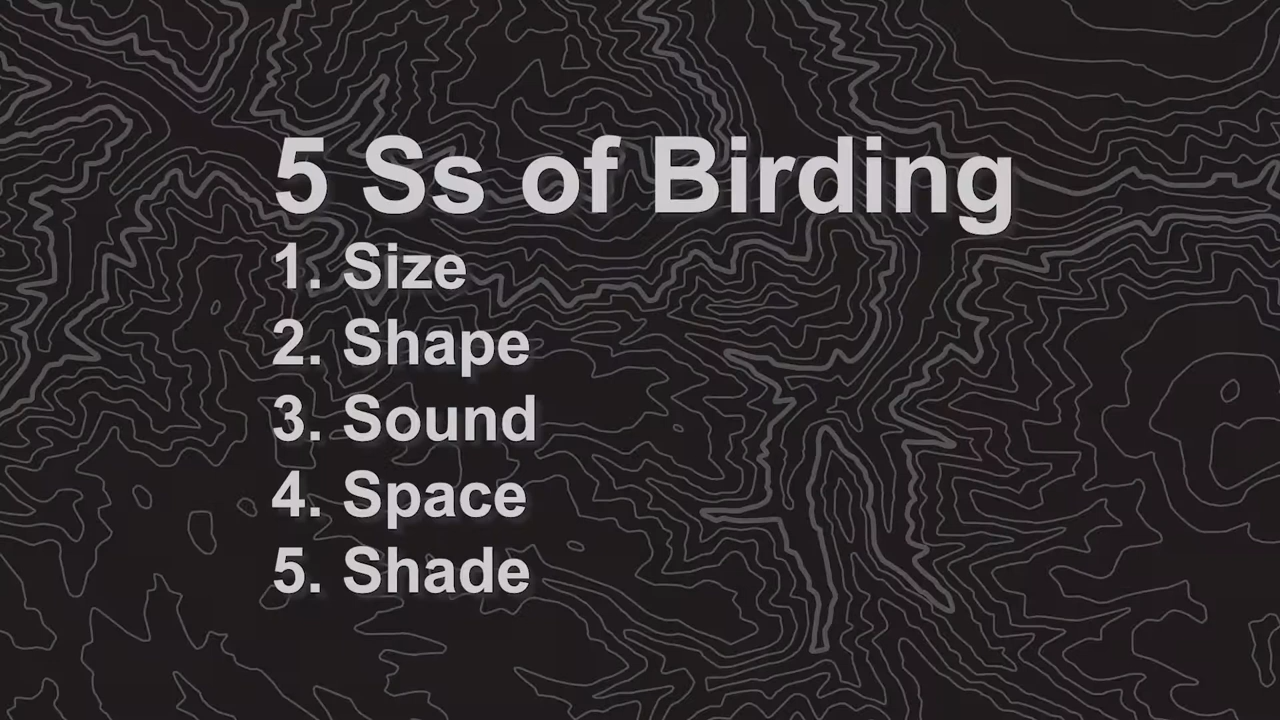 5 Ss of Birding
1. Size
2. Shape
3. Sound
4. Space
5. Shade